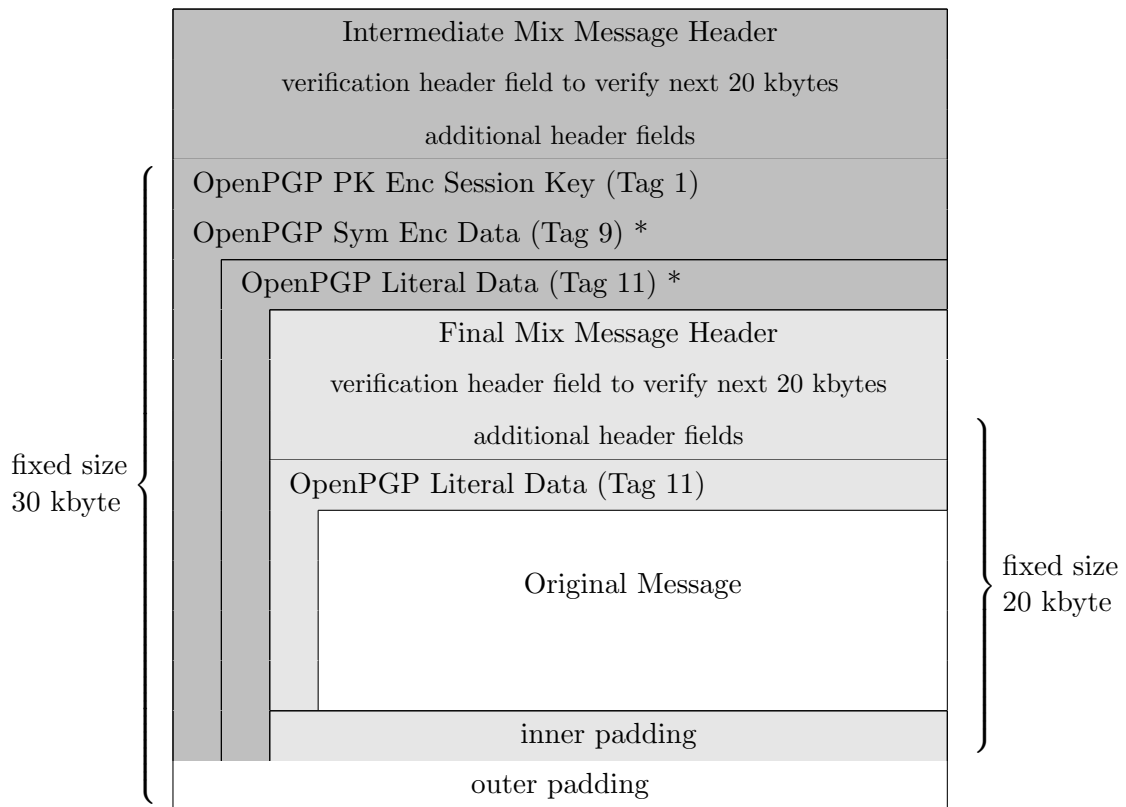 Intermediate Mix Message Header
verification header field to verify next 20 kbytes
additional header fields
OpenPGP PK Enc Session Key (Tag 1)
OpenPGP Sym Enc Data (Tag 9) *
OpenPGP Literal Data (Tag 11) *
Final Mix Message Header
verification header field to verify next 20 kbytes
additional header fields
fixed size
30 kbyte
OpenPGP Literal Data (Tag 11)
Original Message
fixed size
20 kbyte
inner padding
outer padding